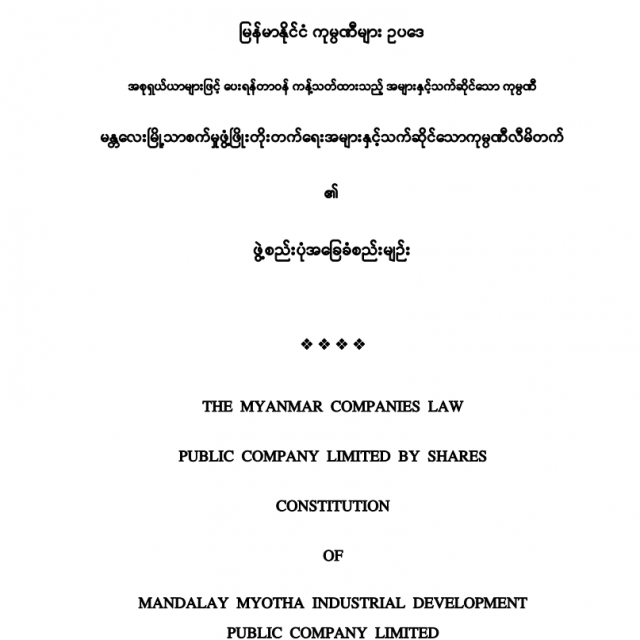 မြန်မာနိုင်ငံ ကုမ္ပဏီများ ဥပဒေ
အစုရှယ်ယာများဖြင့် ပေးရန်တာဝန် ကန့်သတ်ထားသည့် အများနှင့်သက်ဆိုင်သော ကုမ္ပဏီ
မန္တလေးမြို့သာစက်မှုဖွံ့ဖြိုးတိုးတက်ရေးအများနှင့်သက်ဆိုင်သောကုမ္ပဏီလီမိတက်
၏
ဖွဲ့စည်းပုံအခြေခံစည်းမျဉ်း
❖ ❖ ❖ ❖
THE MYANMAR COMPANIES LAW
PUBLIC COMPANY LIMITED BY SHARES
CONSTITUTION
OF
MANDALAY MYOTHA INDUSTRIAL DEVELOPMENT
PUBLIC COMPANY LIMITED